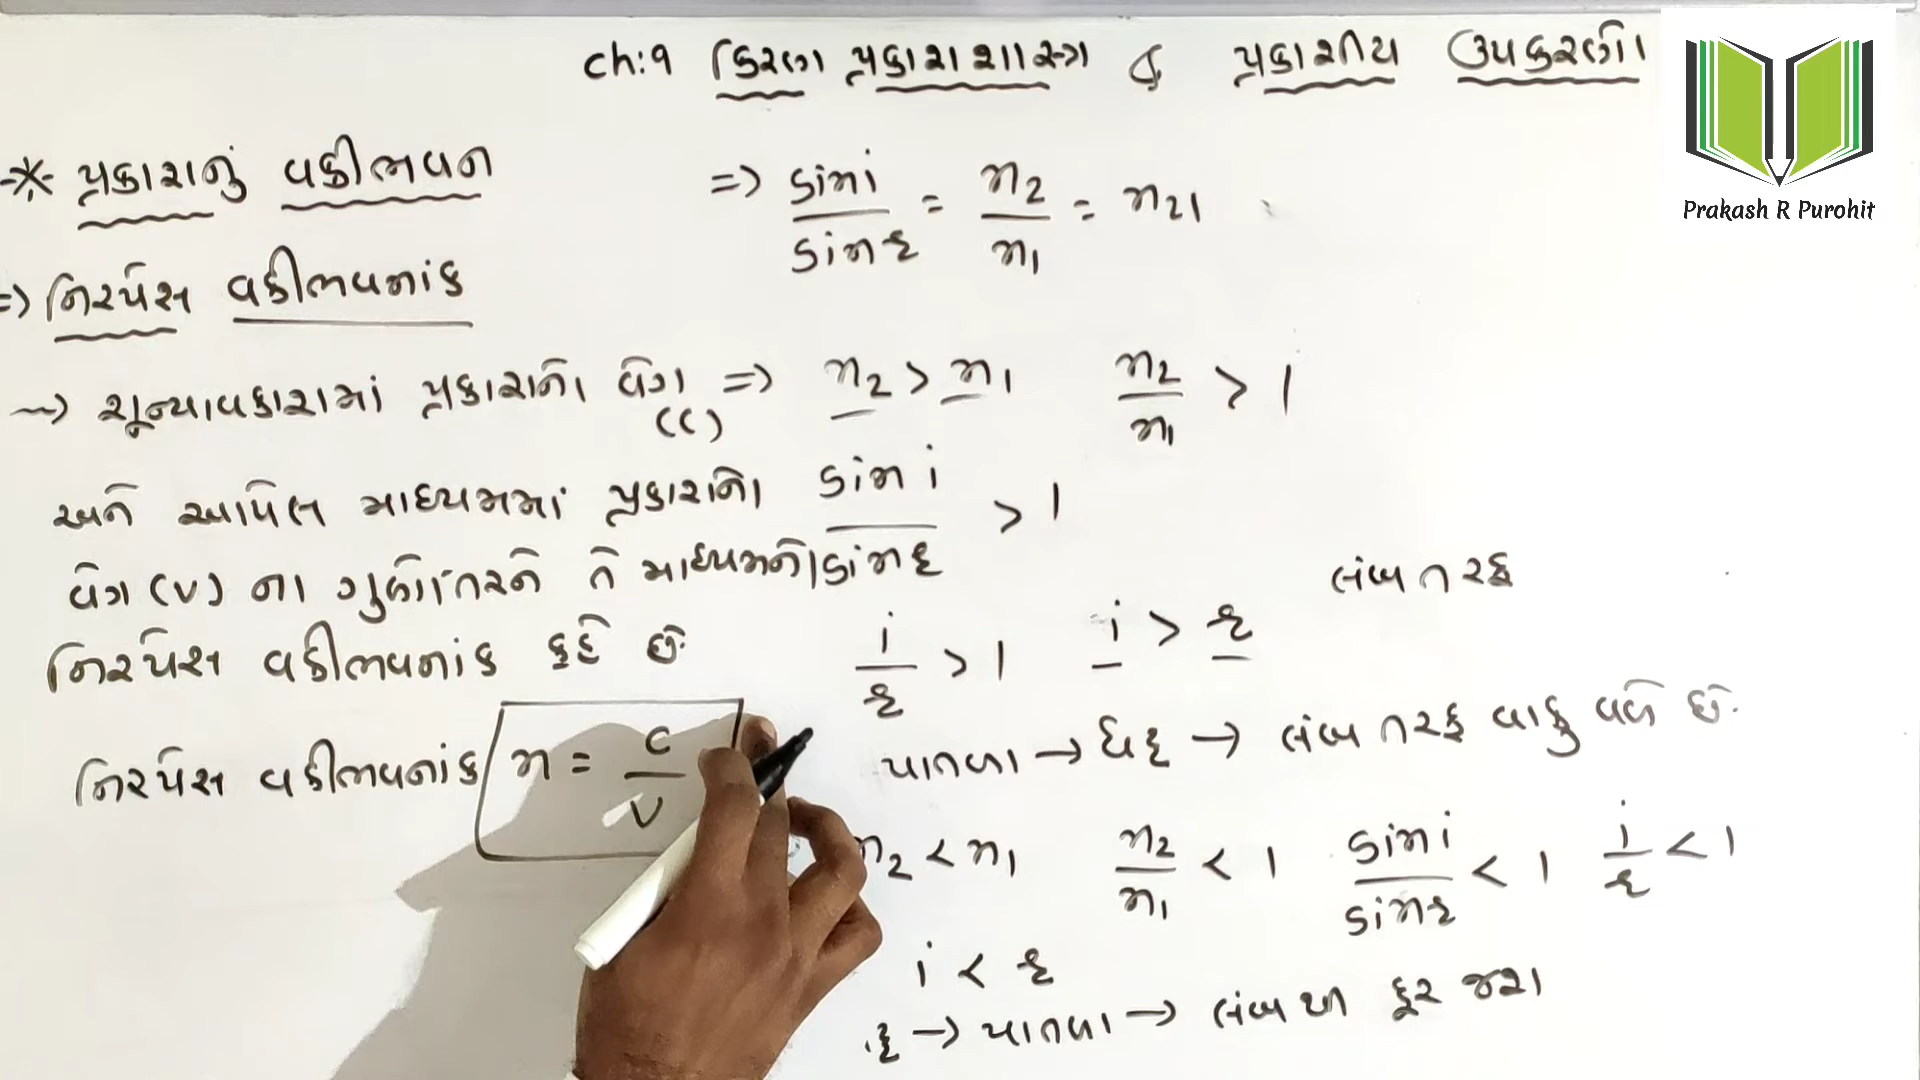 ch:9 કિરણ પ્રકાશશાસ્ત્ર & પ્રકાશીય ઉપકરણો
Prakash R Purohit
* પ્રકાશનું વક્રીભવન
=> નિરપેક્ષ વક્રીભવનાંક
~> શૂન્યાવકાશમાં પ્રકાશનો વેગ (c)
અને આપેલ માધ્યમમાં પ્રકાશનો
વેગ (v) ના ગુણોત્તરને તે માધ્યમનો
નિરપેક્ષ વક્રીભવનાંક કહે છે
નિરપેક્ષ વક્રીભવનાંક n = c/v
=> sin i / sin r = n2 / n1 = n21
=> n2 > n1 n2 / n1 > 1
sin i / sin r > 1
લંબ તરફ
i / r > 1 i > r
પાતળા -> ઘટ્ટ -> લંબ તરફ વાંકુ વળે છે.
n2 < n1 n2 / n1 < 1 sin i / sin r < 1 i / r < 1
i < r
-> પાતળા -> લંબથી દૂર જશે